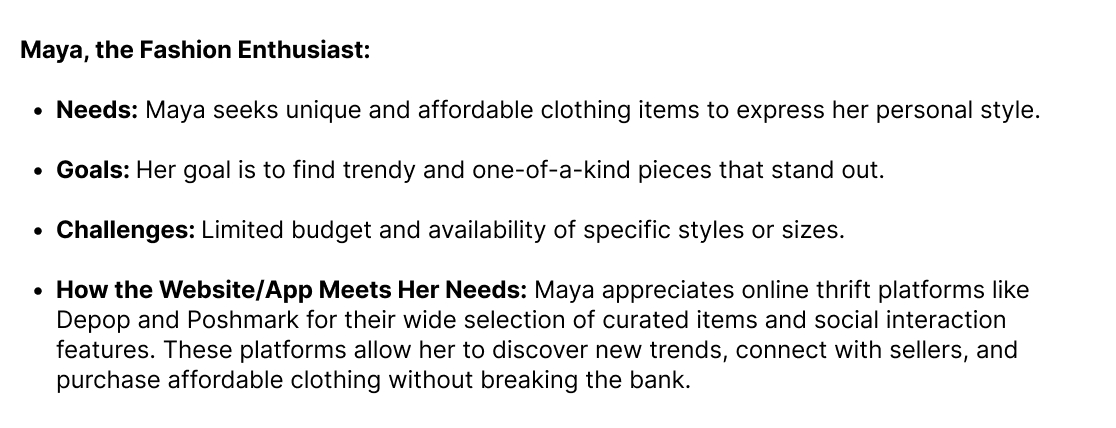 Maya, the Fashion Enthusiast:
• Needs: Maya seeks unique and affordable clothing items to express her personal style.
• Goals: Her goal is to find trendy and one-of-a-kind pieces that stand out.
• Challenges: Limited budget and availability of specific styles or sizes.
• How the Website/App Meets Her Needs: Maya appreciates online thrift platforms like
Depop and Poshmark for their wide selection of curated items and social interaction
features. These platforms allow her to discover new trends, connect with sellers, and
purchase affordable clothing without breaking the bank.